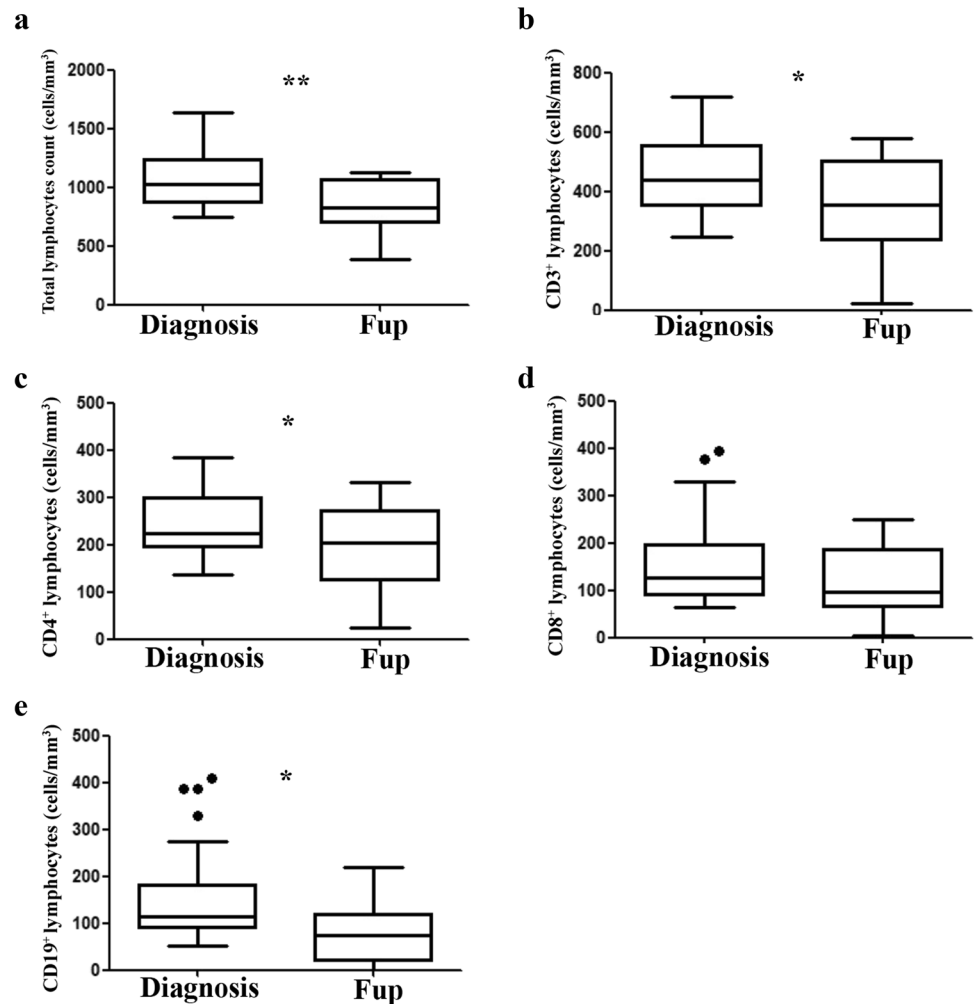 a
Total lymphocytes count (cells/mm³)
2000
1500
1000
500
0
**
Diagnosis Fup
b
CD3⁺ lymphocytes (cells/mm³)
800
600
400
200
0
*
Diagnosis Fup
c
CD4⁺ lymphocytes (cells/mm³)
500
400
300
200
100
0
*
Diagnosis Fup
d
CD8⁺ lymphocytes (cells/mm³)
500
400
300
200
100
0
Diagnosis Fup
e
CD19⁺ lymphocytes (cells/mm³)
500
400
300
200
100
0
*
Diagnosis Fup